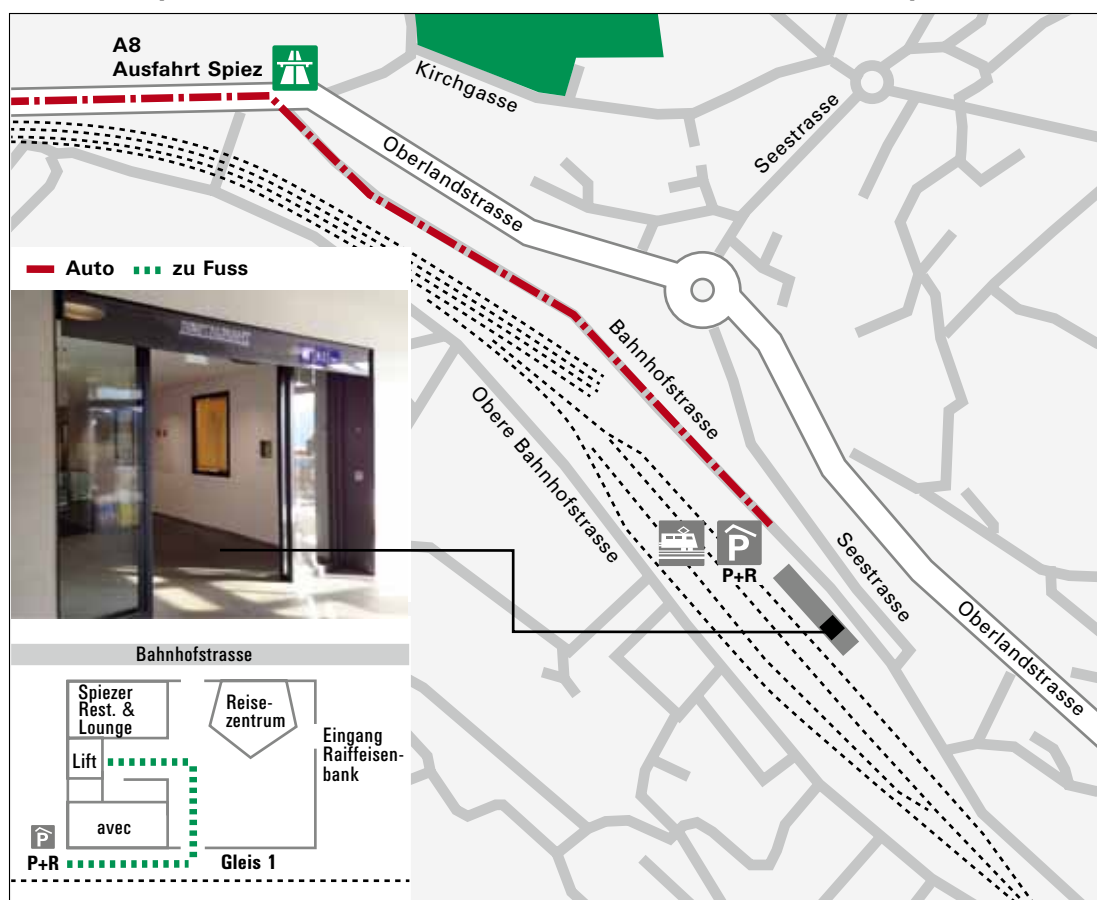 A8
Ausfahrt Spiez
Kirchgasse
Seestrasse
Oberlandstrasse
Auto
zu Fuss
Bahnhofstrasse
Obere Bahnhofstrasse
P
P+R
Seestrasse
Oberlandstrasse
Bahnhofstrasse
Spiezer
Rest. &
Lounge
Reise-
zentrum
Eingang
Raiffeisen-
bank
Lift
avec
P
P+R
Gleis 1